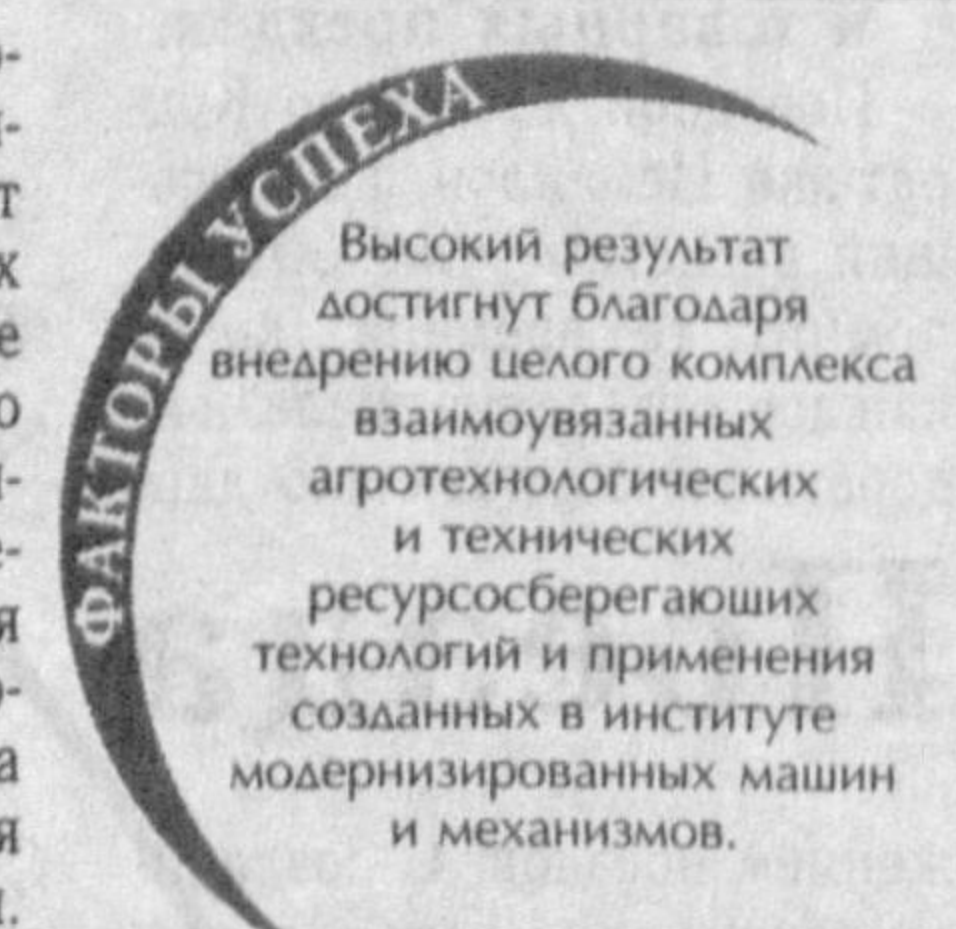 ФАКТОРЫ УСПЕХА
Высокий результат
достигнут благодаря
внедрению целого комплекса
взаимоувязанных
агротехнологических
и технических
ресурсосберегающих
технологий и применения
созданных в институте
модернизированных машин
и механизмов.